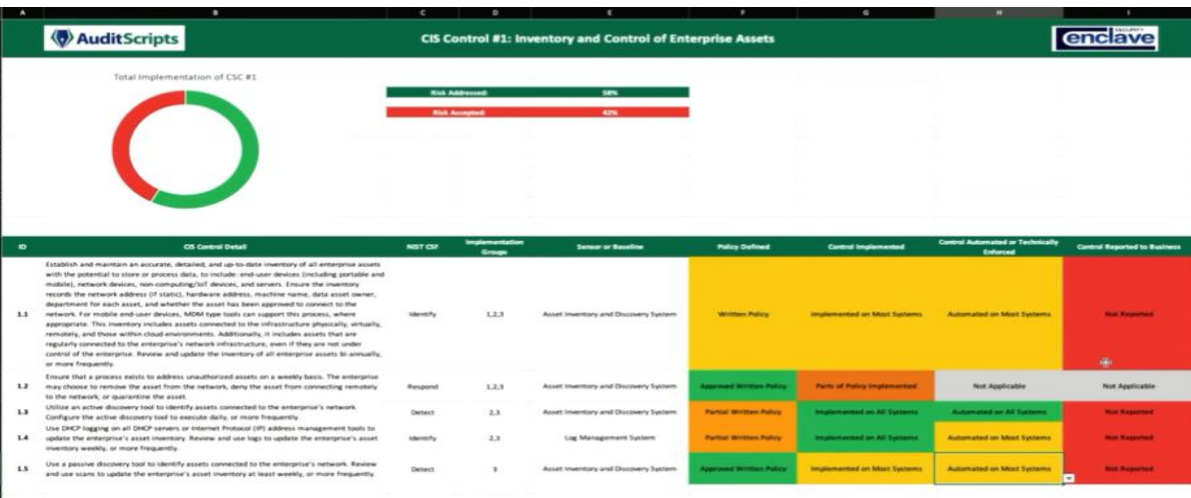 A B C D E F G H I
AuditScripts
CIS Control #1: Inventory and Control of Enterprise Assets
SECURITY
enclave
Total Implementation of CSC #1
Risk Addressed: 58%
Risk Accepted: 42%
ID CIS Control Detail NIST CSF Implementation Groups Sensor or Baseline Policy Defined Control Implemented Control Automated or Technically Enforced Control Reported to Business
Establish and maintain an accurate, detailed, and up-to-date inventory of all enterprise assets
with the potential to store or process data, to include: end-user devices (including portable and
mobile), network devices, non-computing/IoT devices, and servers. Ensure the inventory
records the network address (if static), hardware address, machine name, data asset owner,
department for each asset, and whether the asset has been approved to connect to the
1.1 network. For mobile end-user devices, MDM type tools can support this process, where Identify 1,2,3 Asset Inventory and Discovery System Written Policy Implemented on Most Systems Automated on Most Systems Not Reported
appropriate. This inventory includes assets connected to the infrastructure physically, virtually,
remotely, and those within cloud environments. Additionally, it includes assets that are
regularly connected to the enterprise's network infrastructure, even if they are not under
control of the enterprise. Review and update the inventory of all enterprise assets bi-annually,
or more frequently.
Ensure that a process exists to address unauthorized assets on a weekly basis. The enterprise
1.2 may choose to remove the asset from the network, deny the asset from connecting remotely Respond 1,2,3 Asset Inventory and Discovery System Approved Written Policy Parts of Policy Implemented Not Applicable Not Applicable
to the network, or quarantine the asset.
1.3 Utilize an active discovery tool to identify assets connected to the enterprise's network. Detect 2,3 Asset Inventory and Discovery System Partial Written Policy Implemented on All Systems Automated on All Systems Not Reported
Configure the active discovery tool to execute daily, or more frequently.
Use DHCP logging on all DHCP servers or Internet Protocol (IP) address management tools to
1.4 update the enterprise's asset inventory. Review and use logs to update the enterprise's asset Identify 2,3 Log Management System Partial Written Policy Implemented on All Systems Automated on Most Systems Not Reported
inventory weekly, or more frequently.
1.5 Use a passive discovery tool to identify assets connected to the enterprise's network. Review Detect 3 Asset Inventory and Discovery System Approved Written Policy Implemented on Most Systems Automated on Most Systems Not Reported
and use scans to update the enterprise's asset inventory at least weekly, or more frequently.